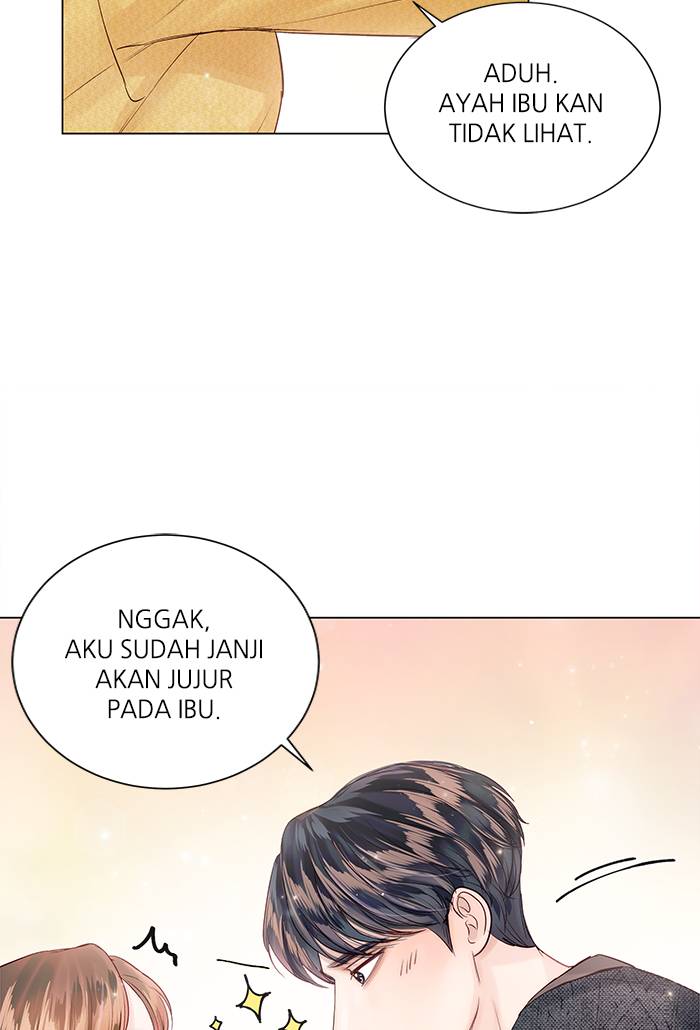 ADUH.
AYAH IBU KAN
TIDAK LIHAT.
NGGAK,
AKU SUDAH JANJI
AKAN JUJUR
PADA IBU.